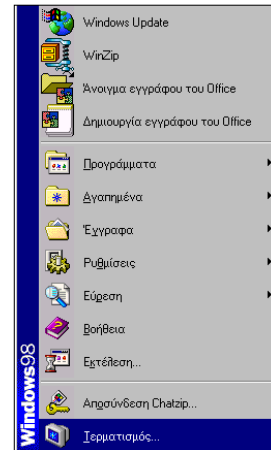 Windows Update
WinZip
Άνοιγμα εγγράφου του Office
Δημιουργία εγγράφου του Office
Προγράμματα
Αγαπημένα
Έγγραφα
Ρυθμίσεις
Εύρεση
Βοήθεια
Εκτέλεση...
Αποσύνδεση Chatzip...
Τερματισμός...
Windows98